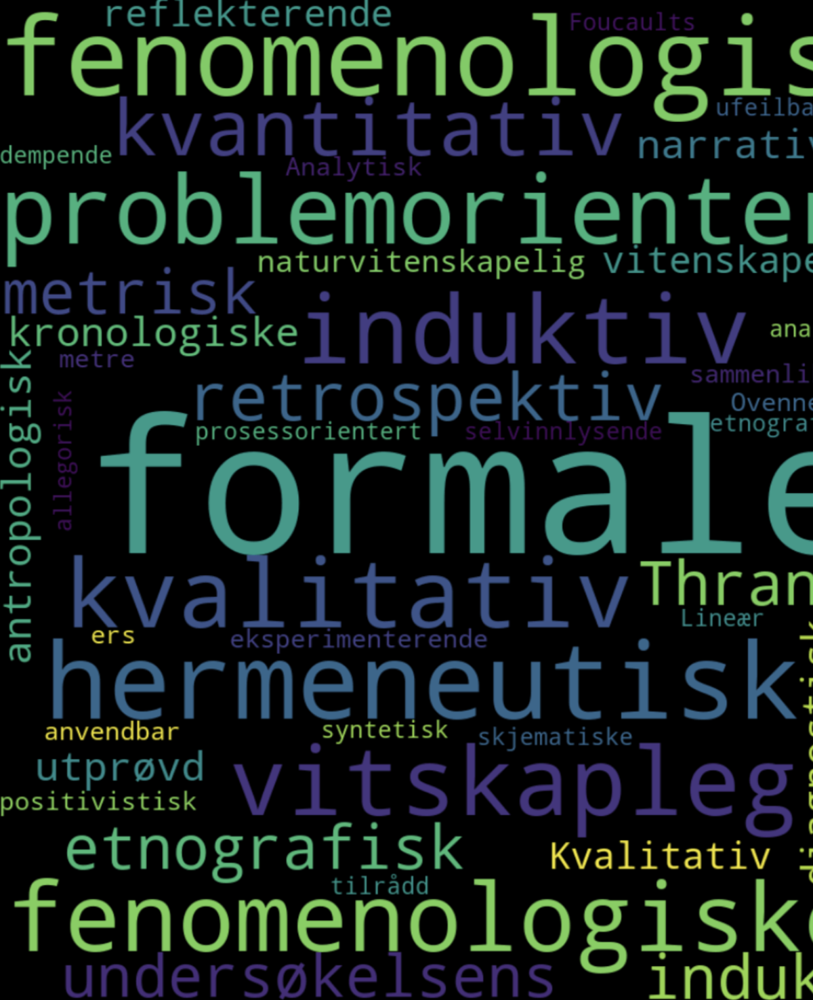 reflekterende
Foucaults
fenomenologis
kvantitativ
ufeilba
narrativ
dempende
Analytisk
problemorienter
naturvitenskapelig
vitenskape
metrisk
induktiv
kronologiske
ana
metre
antropologisk
allegorisk
retrospektiv
sammenli
Ovenne
prosessorientert
selvinnlysende
etnograf
formale
kvalitativ
Thran
Lineær
ers
eksperimenterende
hermeneutisk
anvendbar
syntetisk
skjematiske
utprøvd
vitskapleg
positivistisk
etnografisk
Kvalitativ
tilrådd
fenomenologiske
undersøkelsens
induk